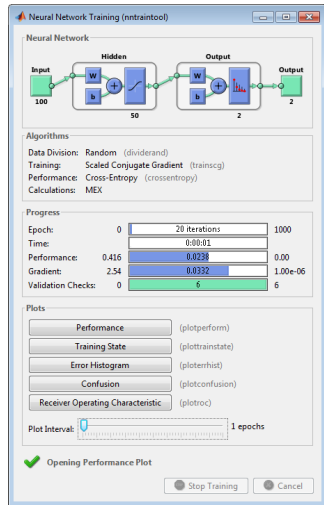 Neural Network Training (nntraintool)
Neural Network
Hidden Output
Input W W Output
b + b +
100 50 2 2
Algorithms
Data Division: Random (dividerand)
Training: Scaled Conjugate Gradient (trainscg)
Performance: Cross-Entropy (crossentropy)
Calculations: MEX
Progress
Epoch: 0 20 iterations 1000
Time: 0:00:01
Performance: 0.416 0.0238 0.00
Gradient: 2.54 0.0332 1.00e-06
Validation Checks: 0 6 6
Plots
Performance (plotperform)
Training State (plottrainstate)
Error Histogram (ploterrhist)
Confusion (plotconfusion)
Receiver Operating Characteristic (plotroc)
Plot Interval: 1 epochs
Opening Performance Plot
Stop Training Cancel